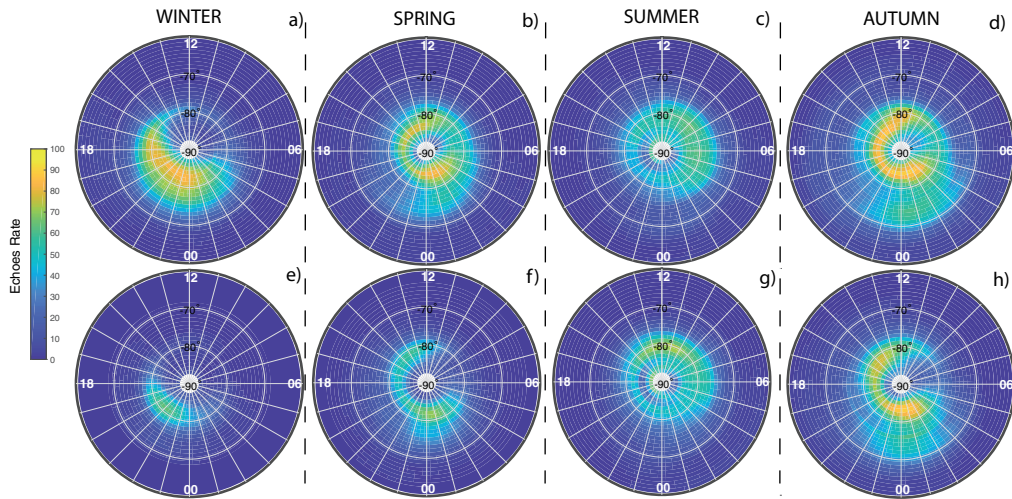 WINTER SPRING SUMMER AUTUMN
a) b) c) d)
12 12 12 12
-70° -70° -70° -70°
-80° -80° -80° -80°
18 -90 06 18 -90 06 18 -90 06 18 -90 06
00 00 00 00
Echoes Rate
100
90
80
70
60
50
40
30
20
10
0
e) f) g) h)
12 12 12 12
-70° -70° -70° -70°
-80° -80° -80° -80°
18 -90 06 18 -90 06 18 -90 06 18 -90 06
00 00 00 00